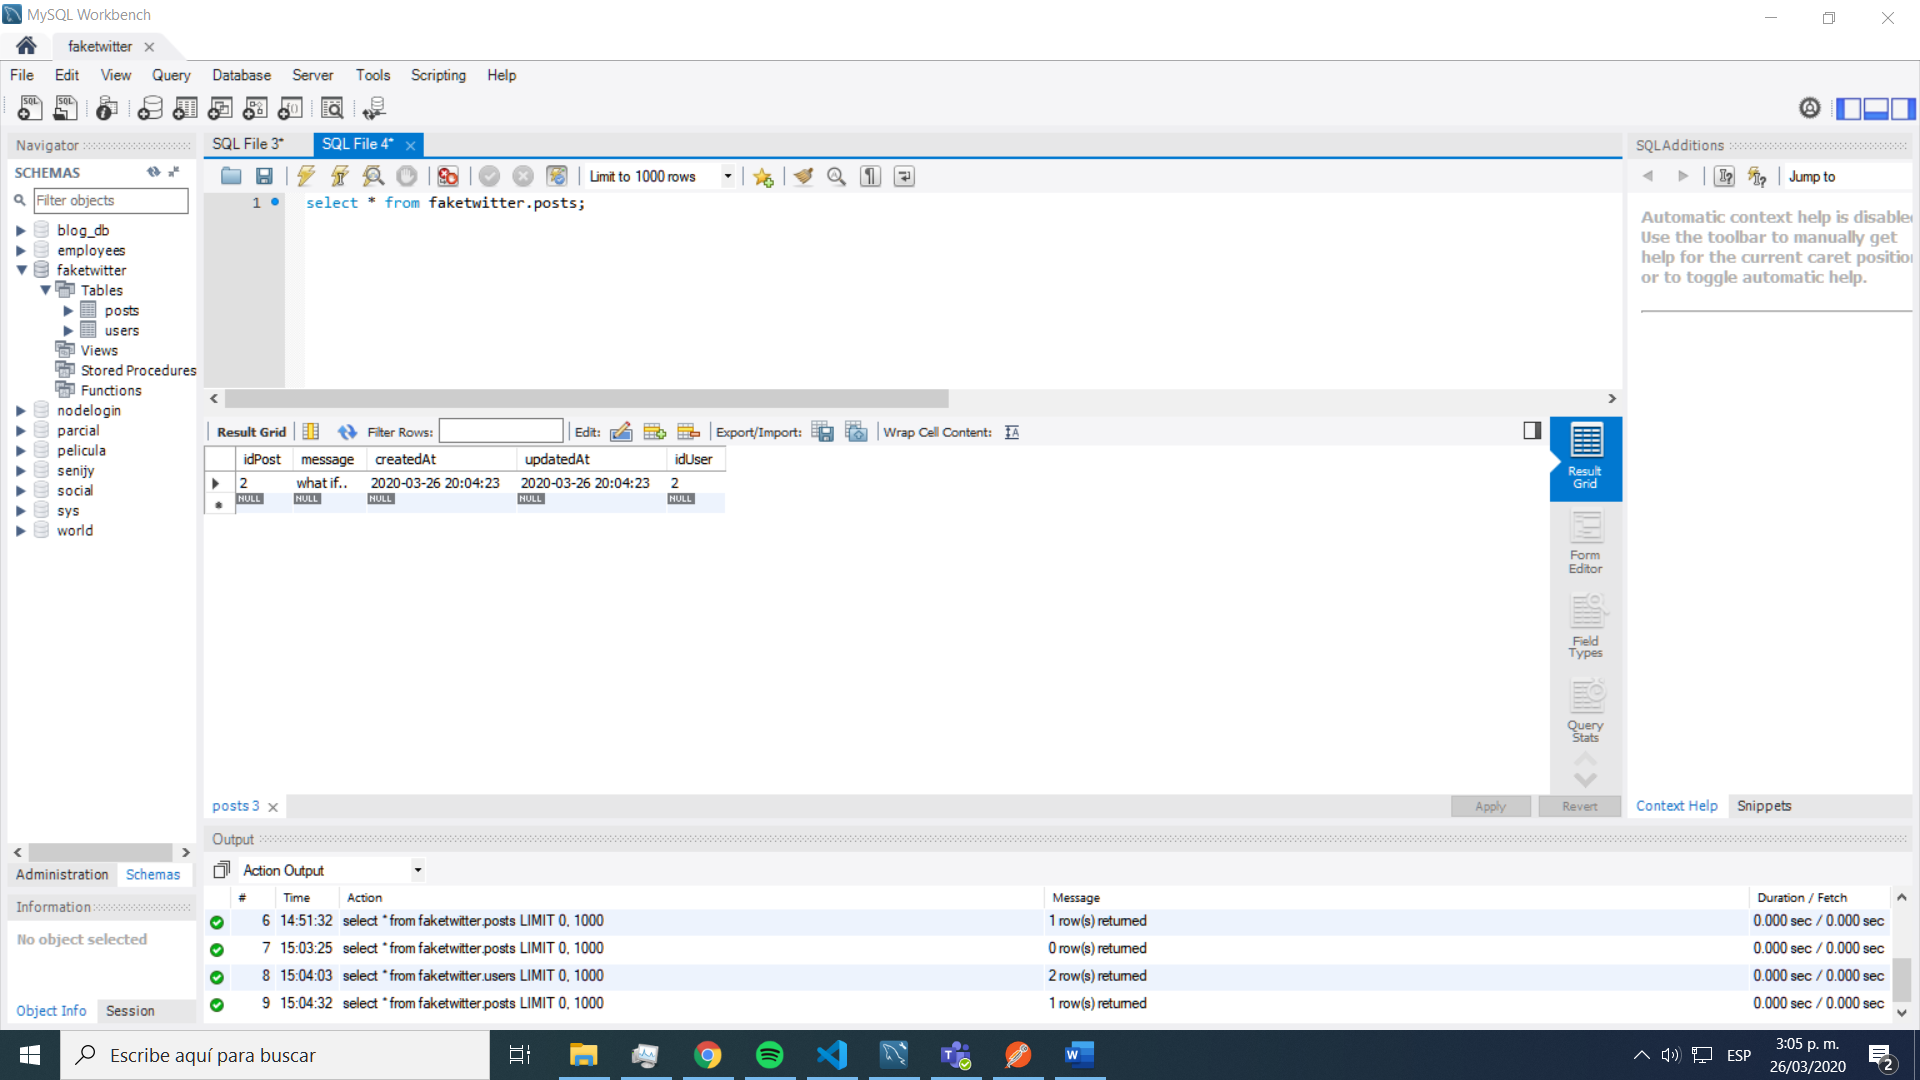 MySQL Workbench
faketwitter
File Edit View Query Database Server Tools Scripting Help
Navigator
SCHEMAS
Filter objects
blog_db
employees
faketwitter
Tables
posts
users
Views
Stored Procedures
Functions
nodelogin
parcial
pelicula
senijy
social
sys
world
Administration Schemas
Information
No object selected
Object Info Session
SQL File 3* SQL File 4*
Limit to 1000 rows
1 select * from faketwitter.posts;
Result Grid Filter Rows: Edit: Export/Import: Wrap Cell Content:
idPost message createdAt updatedAt idUser
2 what if.. 2020-03-26 20:04:23 2020-03-26 20:04:23 2
NULL NULL NULL NULL NULL
Result
Grid
Form
Editor
Field
Types
Query
Stats
posts 3
Apply Revert
SQLAdditions
Jump to
Automatic context help is disable
Use the toolbar to manually get
help for the current caret positio
or to toggle automatic help.
Context Help Snippets
Output
Action Output
# Time Action Message Duration / Fetch
6 14:51:32 select * from faketwitter.posts LIMIT 0, 1000 1 row(s) returned 0.000 sec / 0.000 sec
7 15:03:25 select * from faketwitter.posts LIMIT 0, 1000 0 row(s) returned 0.000 sec / 0.000 sec
8 15:04:03 select * from faketwitter.users LIMIT 0, 1000 2 row(s) returned 0.000 sec / 0.000 sec
9 15:04:32 select * from faketwitter.posts LIMIT 0, 1000 1 row(s) returned 0.000 sec / 0.000 sec
Escribe aquí para buscar
ESP
3:05 p. m.
26/03/2020
2